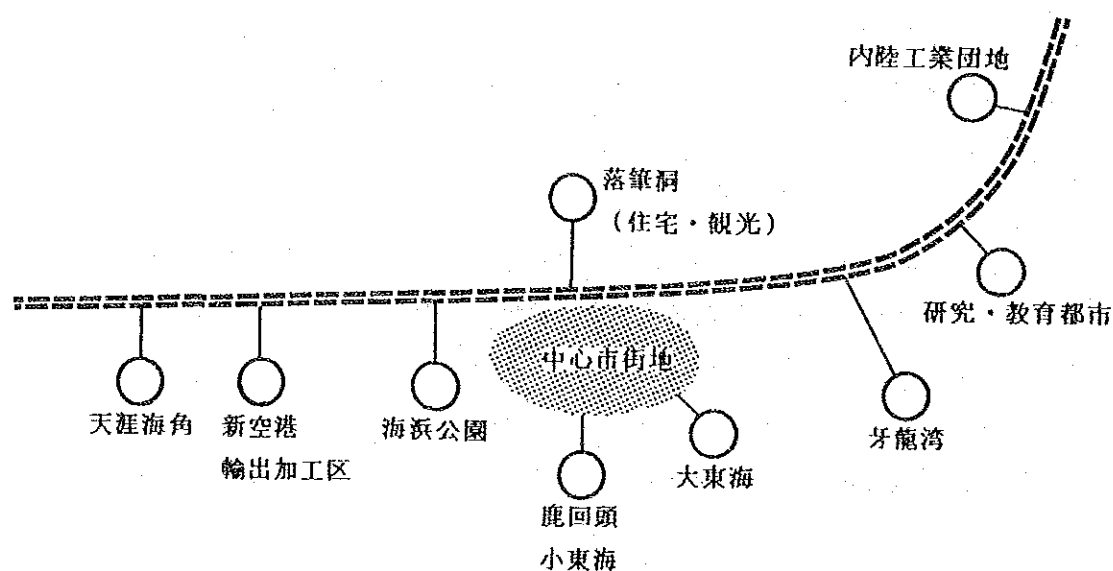 内陸工業団地
落筆洞
(住宅・観光)
研究・教育都市
中心市街地
天涯海角
新空港
輸出加工区
海浜公園
大東海
牙龍湾
鹿回頭
小東海